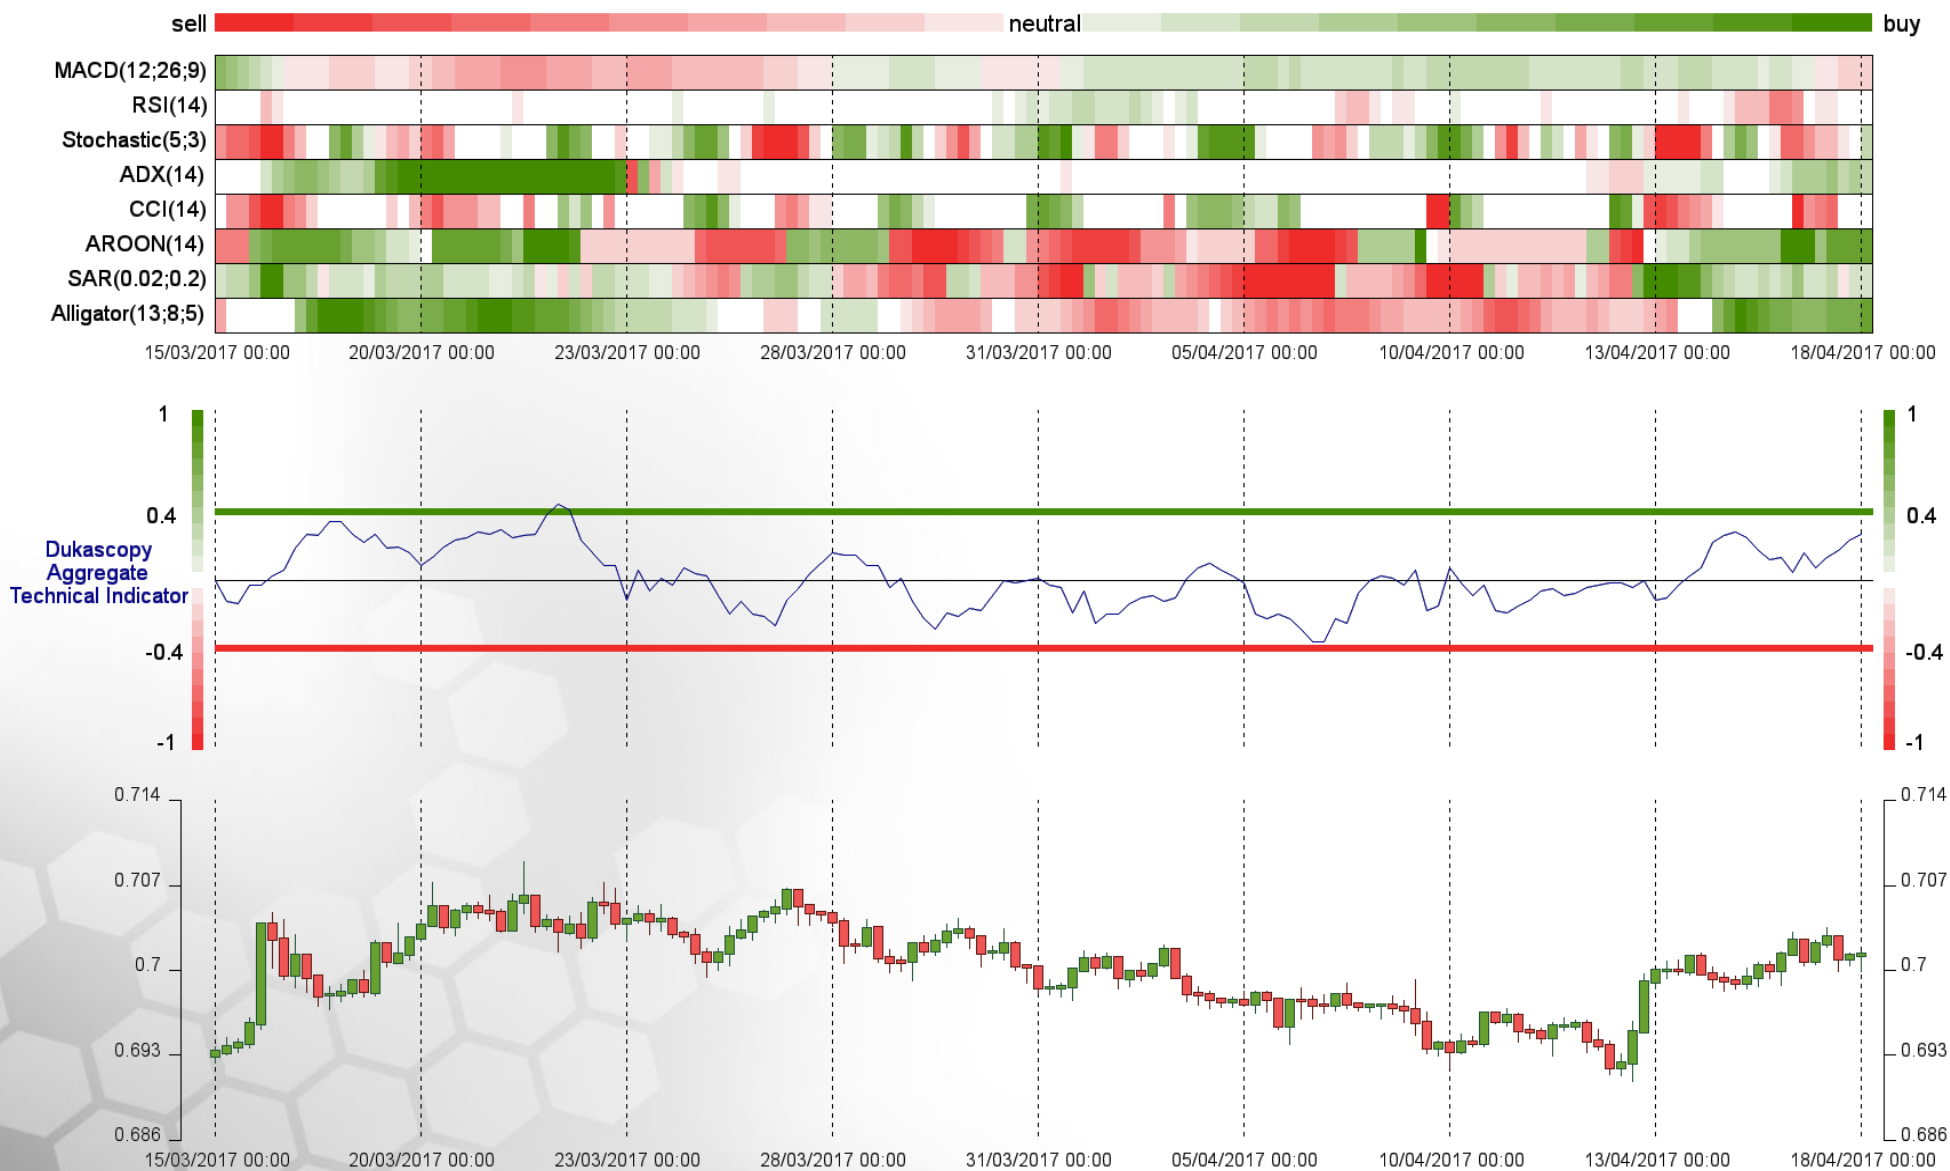 sell neutral buy
MACD(12;26;9)
RSI(14)
Stochastic(5;3)
ADX(14)
CCI(14)
AROON(14)
SAR(0.02;0.2)
Alligator(13;8;5)
15/03/2017 00:00 20/03/2017 00:00 23/03/2017 00:00 28/03/2017 00:00 31/03/2017 00:00 05/04/2017 00:00 10/04/2017 00:00 13/04/2017 00:00 18/04/2017 00:00
1 1
0.4 0.4
Dukascopy
Aggregate
Technical Indicator
-0.4 -0.4
-1 -1
0.714 0.714
0.707 0.707
0.7 0.7
0.693 0.693
0.686 0.686
15/03/2017 00:00 20/03/2017 00:00 23/03/2017 00:00 28/03/2017 00:00 31/03/2017 00:00 05/04/2017 00:00 10/04/2017 00:00 13/04/2017 00:00 18/04/2017 00:00